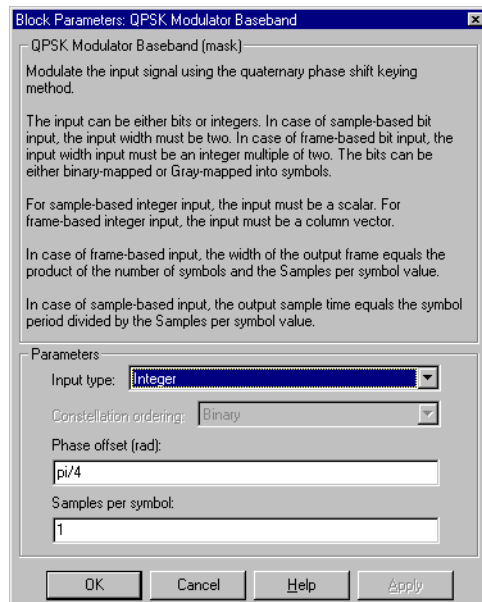 Block Parameters: QPSK Modulator Baseband
QPSK Modulator Baseband (mask)
Modulate the input signal using the quaternary phase shift keying
method.
The input can be either bits or integers. In case of sample-based bit
input, the input width must be two. In case of frame-based bit input, the
input width input must be an integer multiple of two. The bits can be
either binary-mapped or Gray-mapped into symbols.
For sample-based integer input, the input must be a scalar. For
frame-based integer input, the input must be a column vector.
In case of frame-based input, the width of the output frame equals the
product of the number of symbols and the Samples per symbol value.
In case of sample-based input, the output sample time equals the symbol
period divided by the Samples per symbol value.
Parameters
Input type: Integer
Constellation ordering: Binary
Phase offset (rad):
pi/4
Samples per symbol:
1
OK Cancel Help Apply